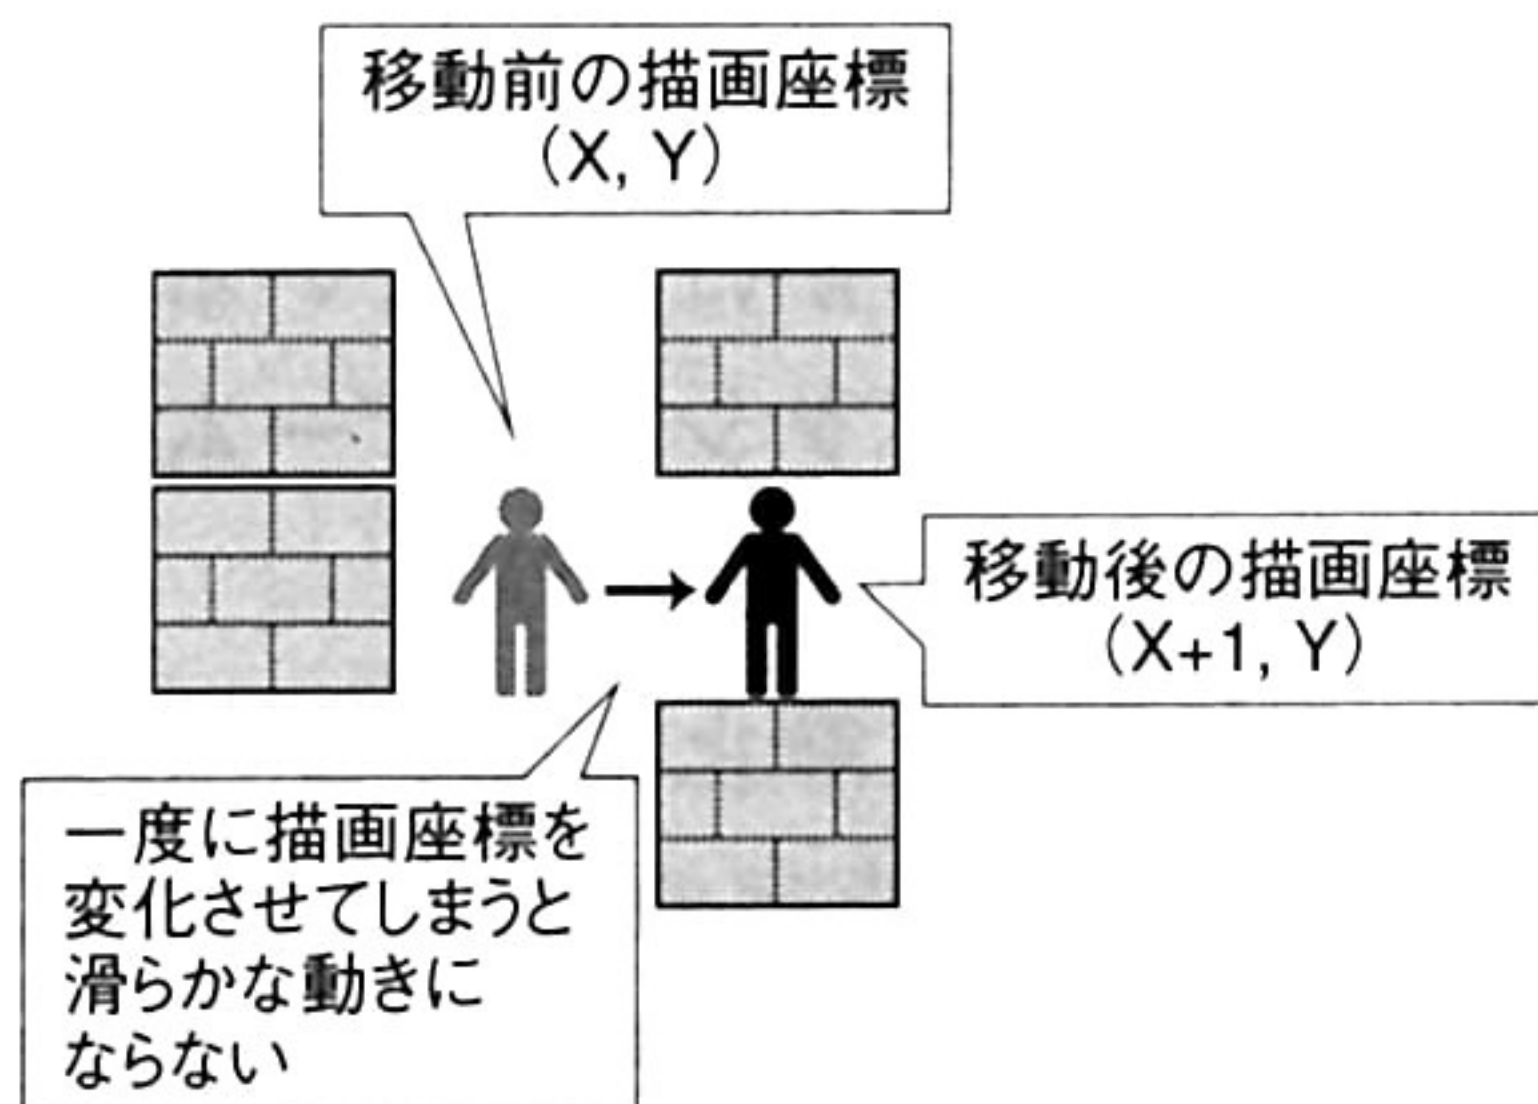 移動前の描画座標
(X, Y)
移動後の描画座標
(X+1, Y)
一度に描画座標を
変化させてしまうと
滑らかな動きに
ならない